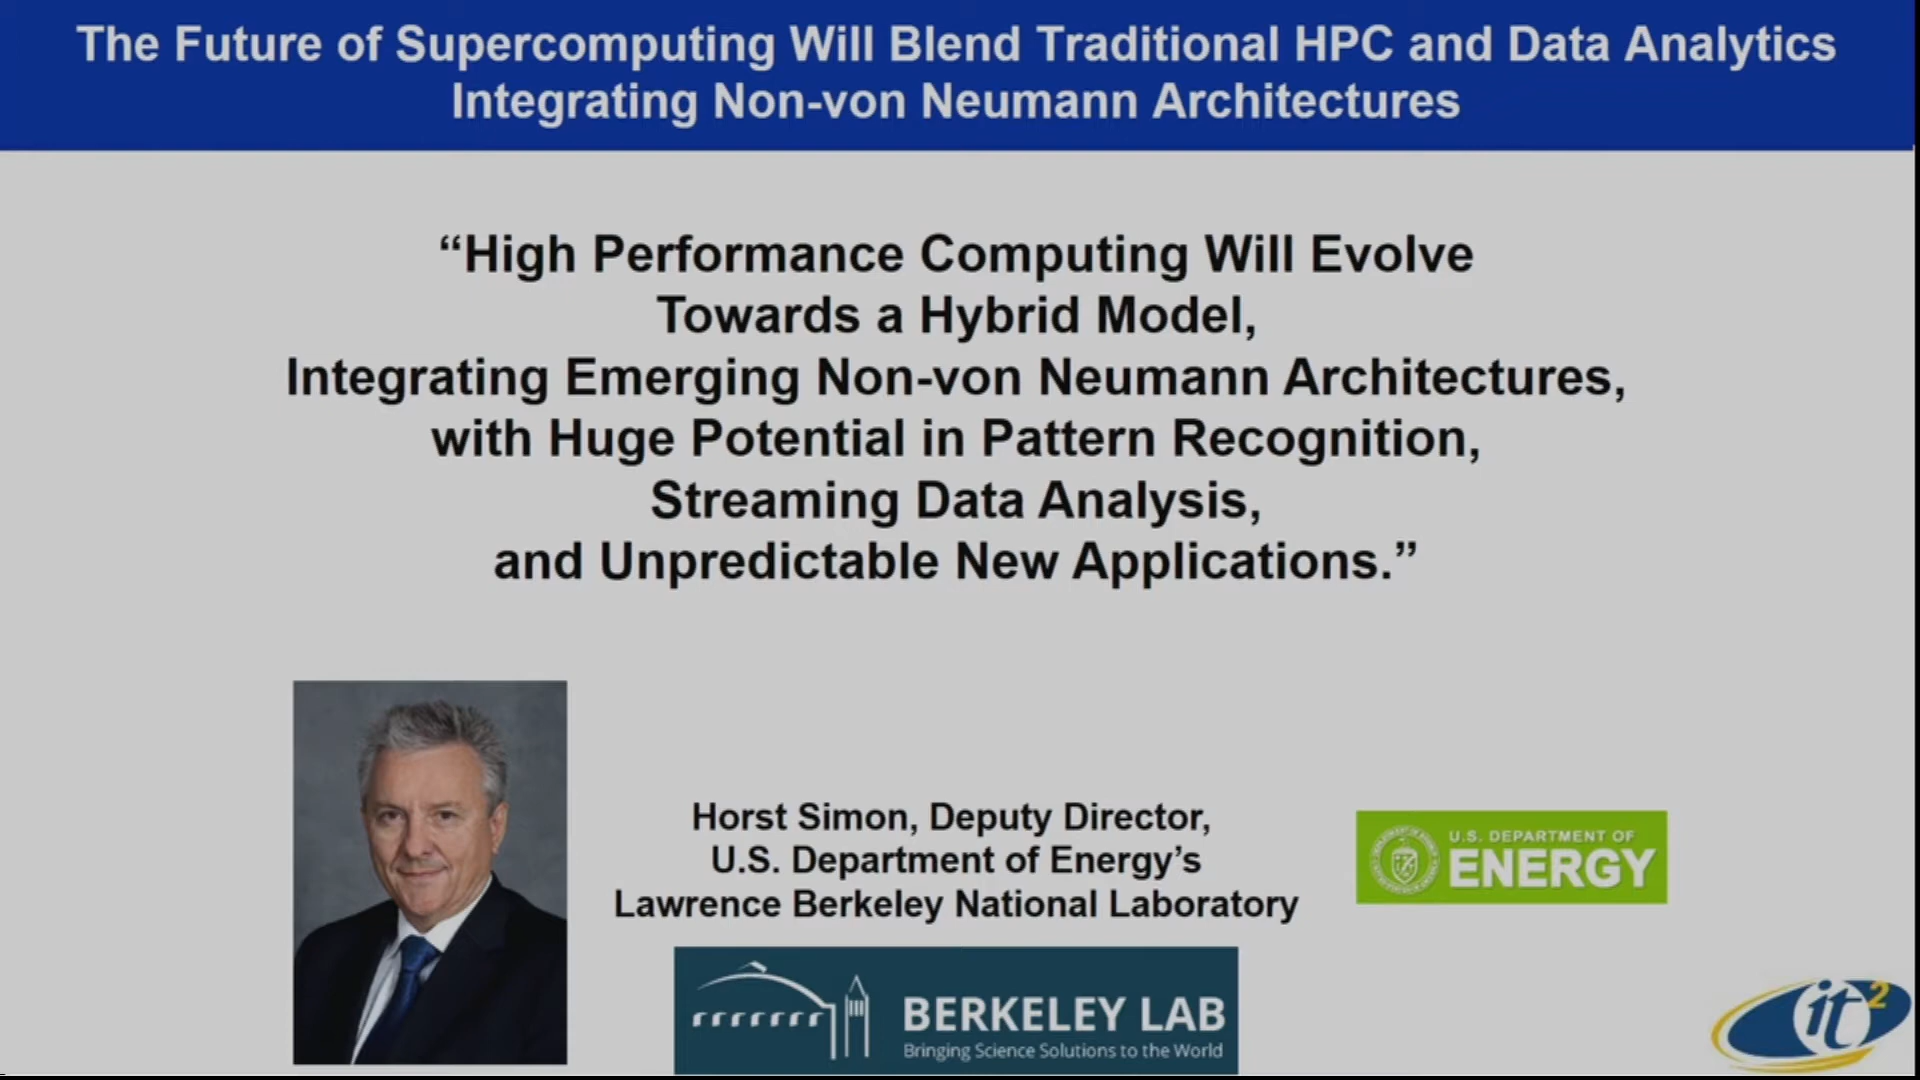 The Future of Supercomputing Will Blend Traditional HPC and Data Analytics
Integrating Non-von Neumann Architectures
“High Performance Computing Will Evolve
Towards a Hybrid Model,
Integrating Emerging Non-von Neumann Architectures,
with Huge Potential in Pattern Recognition,
Streaming Data Analysis,
and Unpredictable New Applications.”
Horst Simon, Deputy Director,
U.S. Department of Energy’s
Lawrence Berkeley National Laboratory
U.S. DEPARTMENT OF
ENERGY
BERKELEY LAB
Bringing Science Solutions to the World
it2